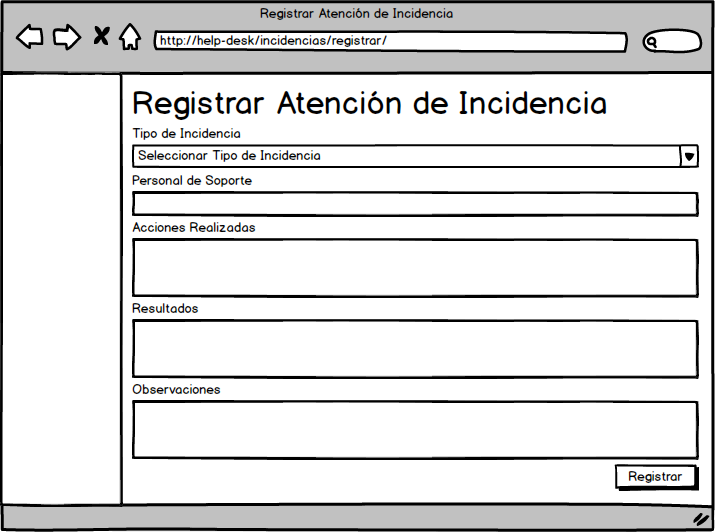 Registrar Atención de Incidencia
http://help-desk/incidencias/registrar/
Registrar Atención de Incidencia
Tipo de Incidencia
Seleccionar Tipo de Incidencia
Personal de Soporte
Acciones Realizadas
Resultados
Observaciones
Registrar